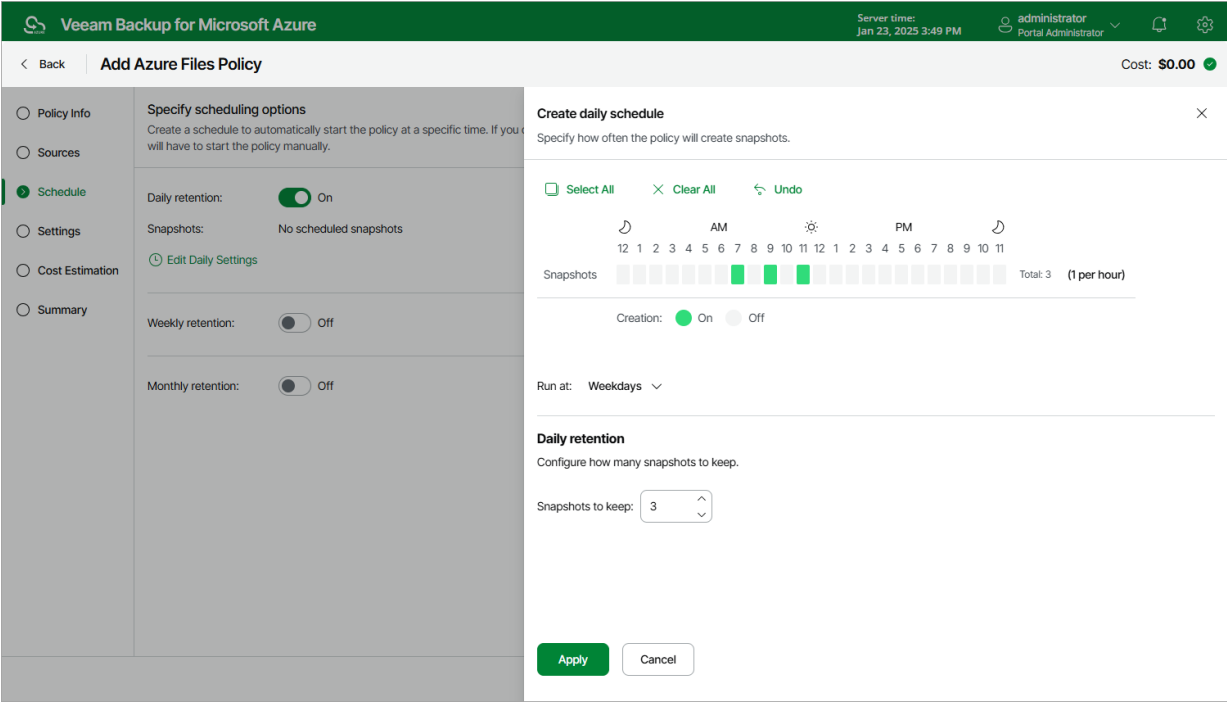 Veeam Backup for Microsoft Azure
Server time:
Jan 23, 2025 3:49 PM
administrator
Portal Administrator
Back
Add Azure Files Policy
Cost: $0.00
Policy Info
Sources
Schedule
Settings
Cost Estimation
Summary
Specify scheduling options
Create a schedule to automatically start the policy at a specific time. If you
will have to start the policy manually.
Daily retention: On
Snapshots: No scheduled snapshots
Edit Daily Settings
Weekly retention: Off
Monthly retention: Off
Create daily schedule
Specify how often the policy will create snapshots.
Select All Clear All Undo
AM PM
12 1 2 3 4 5 6 7 8 9 10 11 12 1 2 3 4 5 6 7 8 9 10 11
Snapshots Total: 3 (1 per hour)
Creation: On Off
Run at: Weekdays
Daily retention
Configure how many snapshots to keep.
Snapshots to keep: 3
Apply Cancel